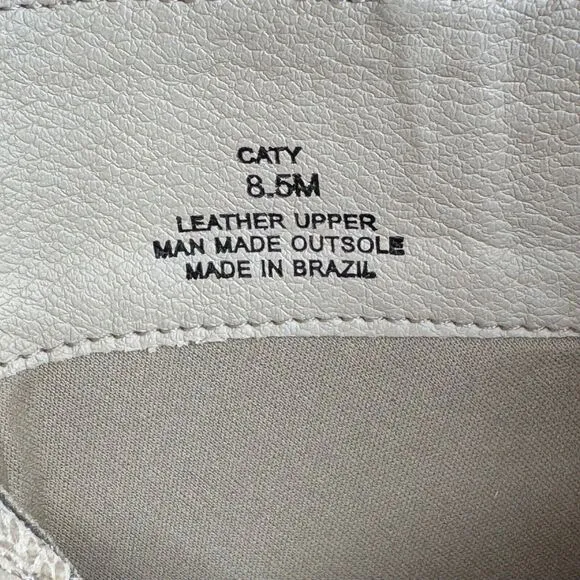 CATY
8.5M
LEATHER UPPER
MAN MADE OUTSOLE
MADE IN BRAZIL